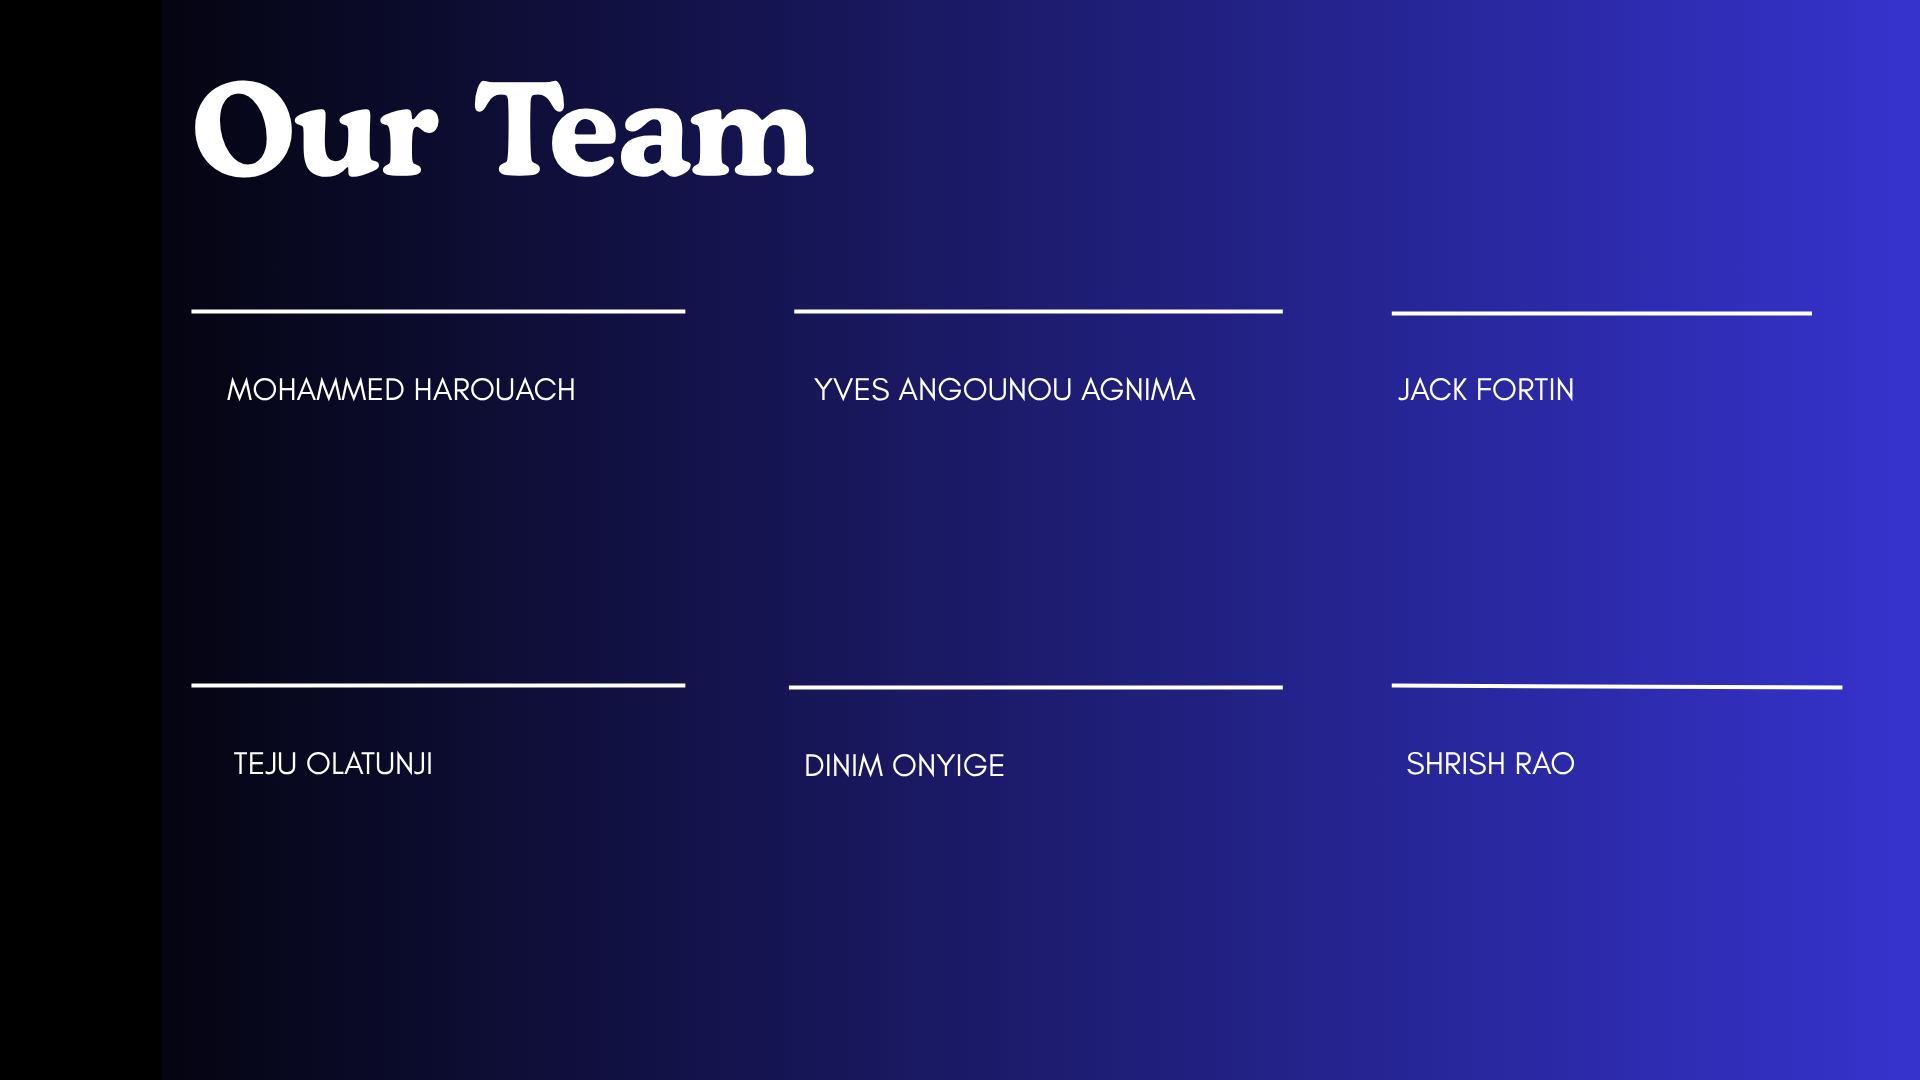 Our Team
MOHAMMED HAROUACH
YVES ANGOUNOU AGNIMA
JACK FORTIN
TEJU OLATUNJI
DINIM ONYIGE
SHRISH RAO